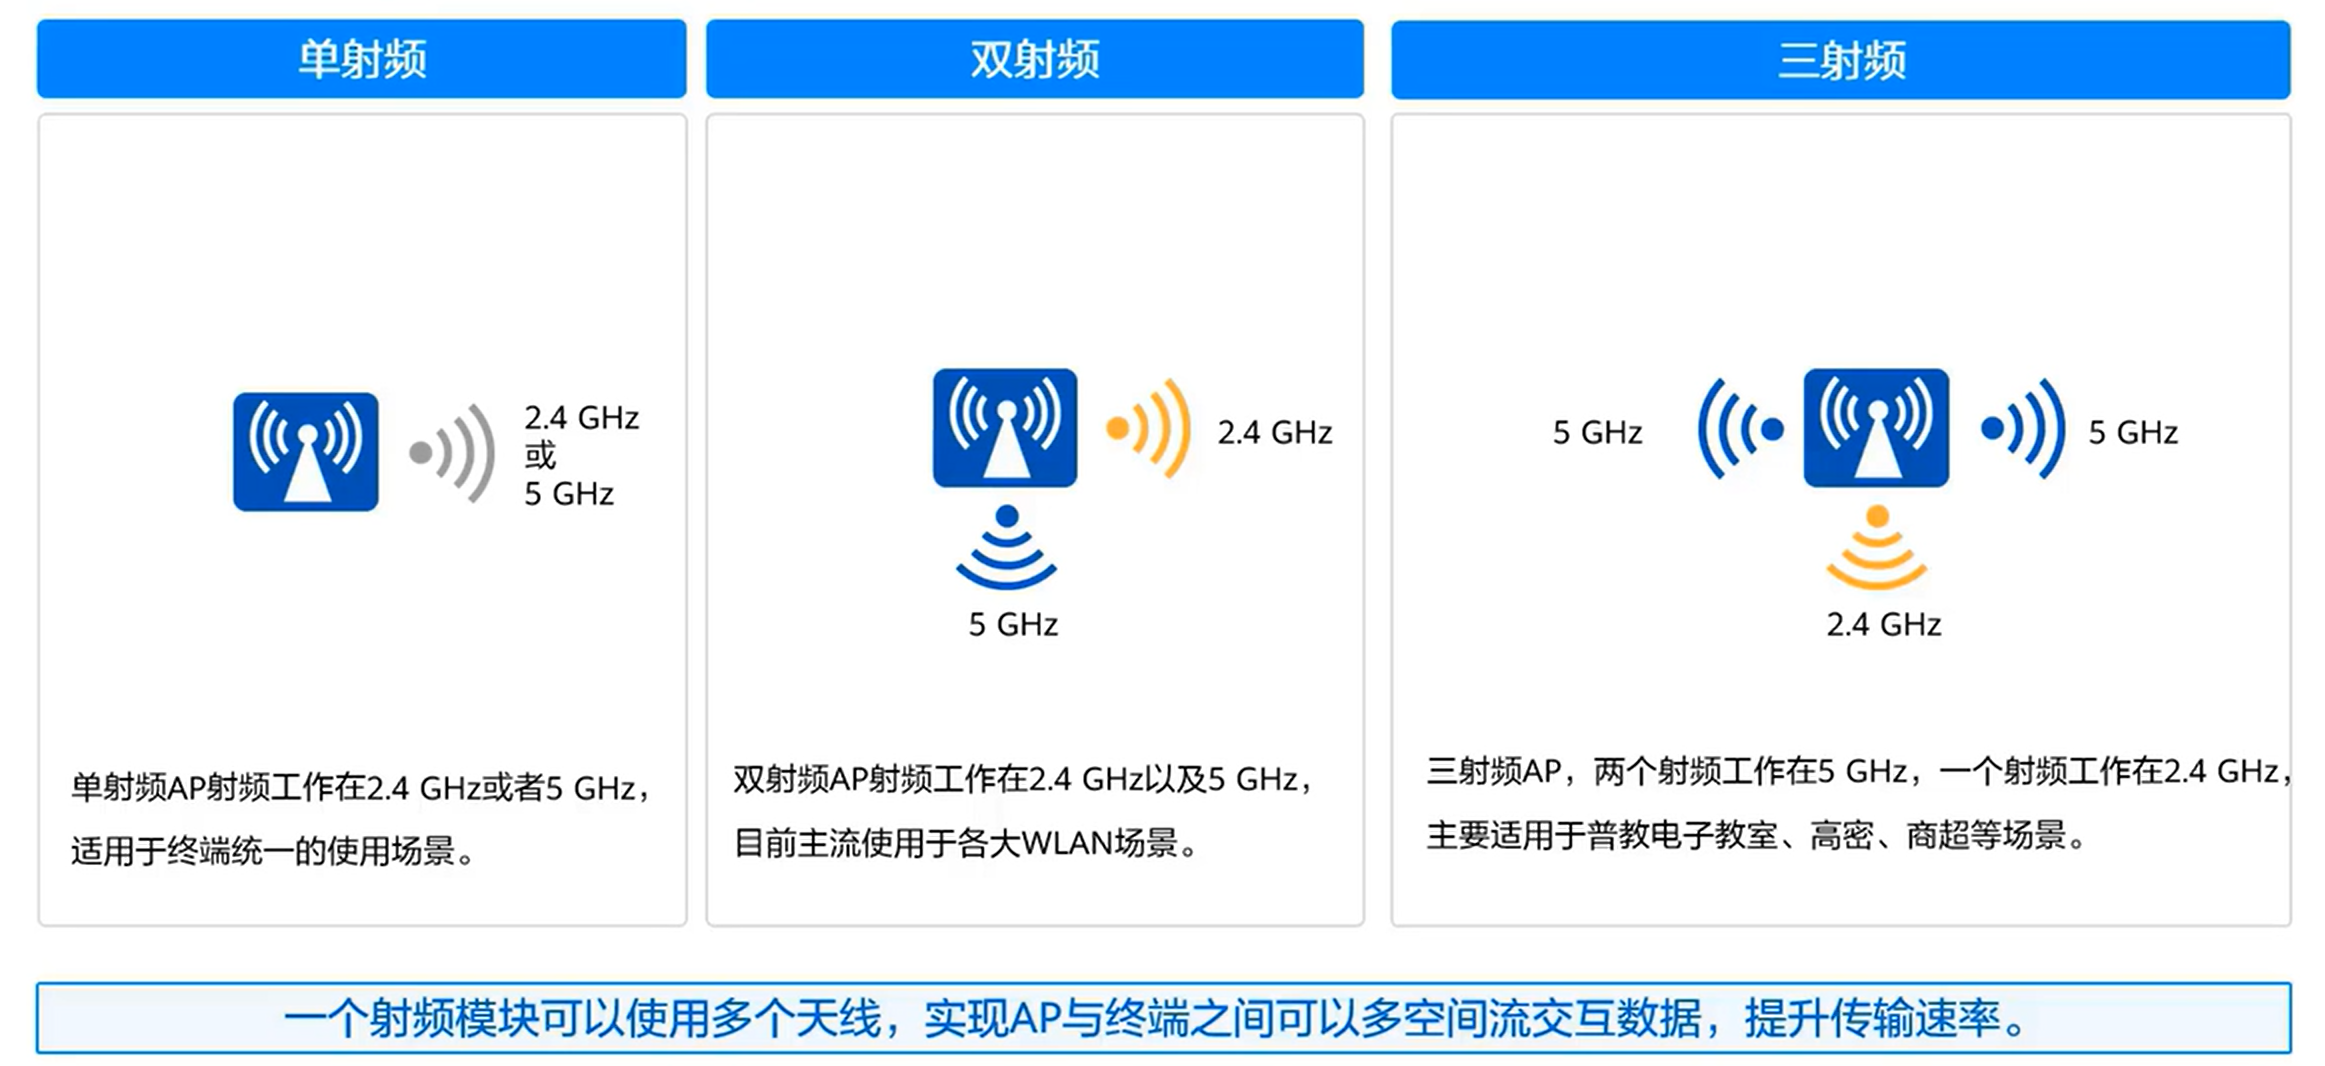 单射频
2.4 GHz
或
5 GHz
单射频AP射频工作在2.4 GHz或者5 GHz，
适用于终端统一的使用场景。
双射频
2.4 GHz
5 GHz
双射频AP射频工作在2.4 GHz以及5 GHz，
目前主流使用于各大WLAN场景。
三射频
5 GHz
5 GHz
2.4 GHz
三射频AP，两个射频工作在5 GHz，一个射频工作在2.4 GHz，
主要适用于普教电子教室、高密、商超等场景。
一个射频模块可以使用多个天线，实现AP与终端之间可以多空间流交互数据，提升传输速率。